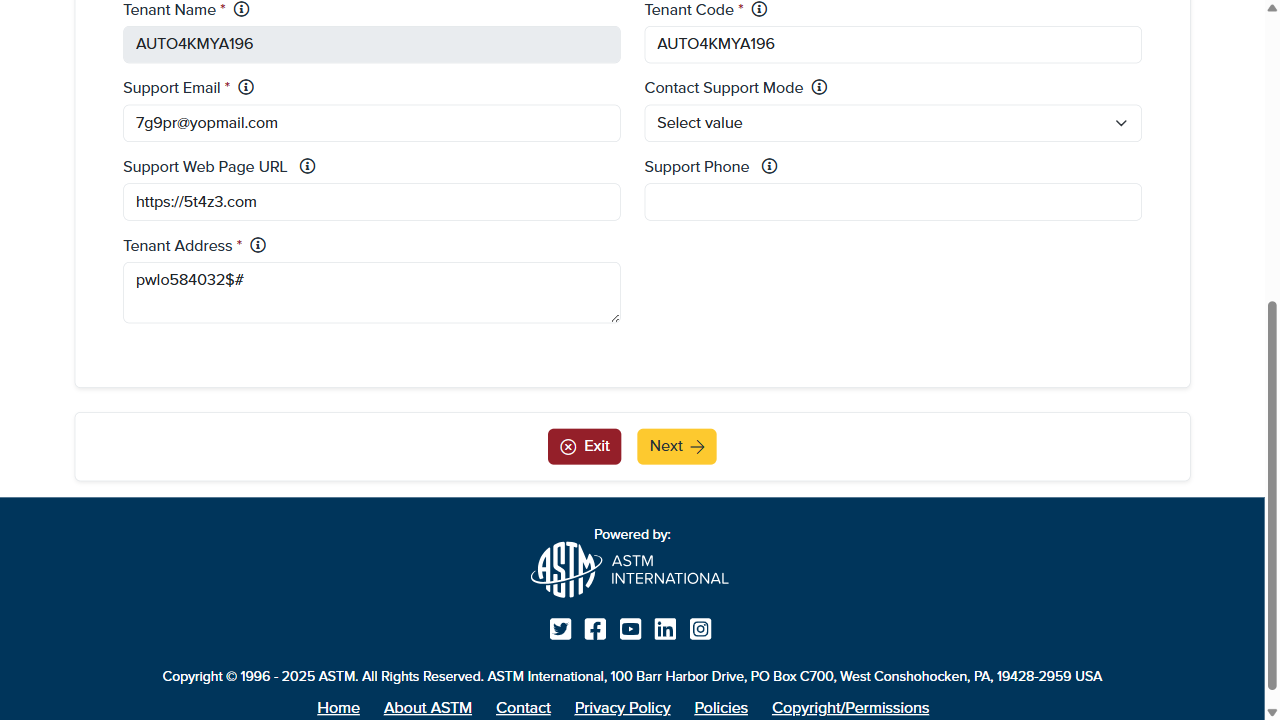 Tenant Name *
Tenant Code *
AUTO4KMYA196
AUTO4KMYA196
Support Email *
Contact Support Mode
7g9pr@yopmail.com
Select value
Support Web Page URL
Support Phone
https://5t4z3.com
Tenant Address *
pwlo584032$#
Exit
Next
Powered by:
ASTM
ASTM
INTERNATIONAL
Copyright © 1996 - 2025 ASTM. All Rights Reserved. ASTM International, 100 Barr Harbor Drive, PO Box C700, West Conshohocken, PA, 19428-2959 USA
Home About ASTM Contact Privacy Policy Policies Copyright/Permissions